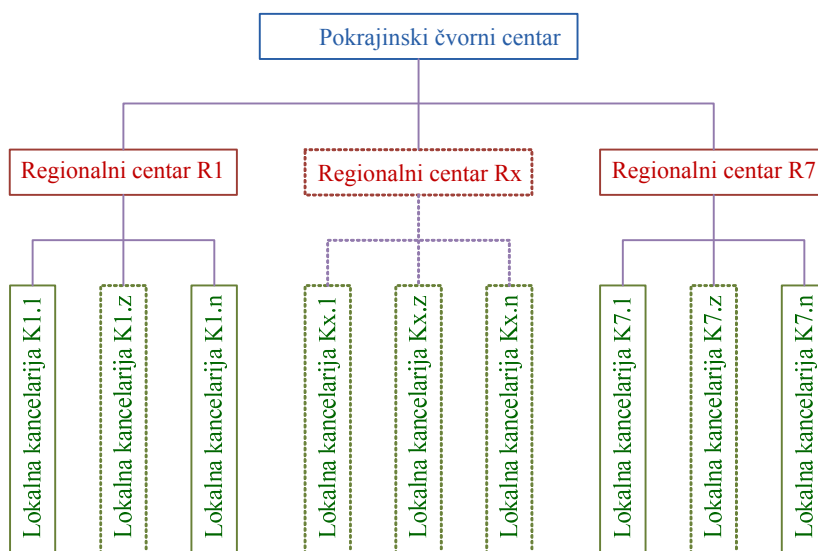 Pokrajinski čvorni centar
Regionalni centar R1
Regionalni centar Rx
Regionalni centar R7
Lokalna kancelarija K1.1
Lokalna kancelarija K1.z
Lokalna kancelarija K1.n
Lokalna kancelarija Kx.1
Lokalna kancelarija Kx.z
Lokalna kancelarija Kx.n
Lokalna kancelarija K7.1
Lokalna kancelarija K7.z
Lokalna kancelarija K7.n